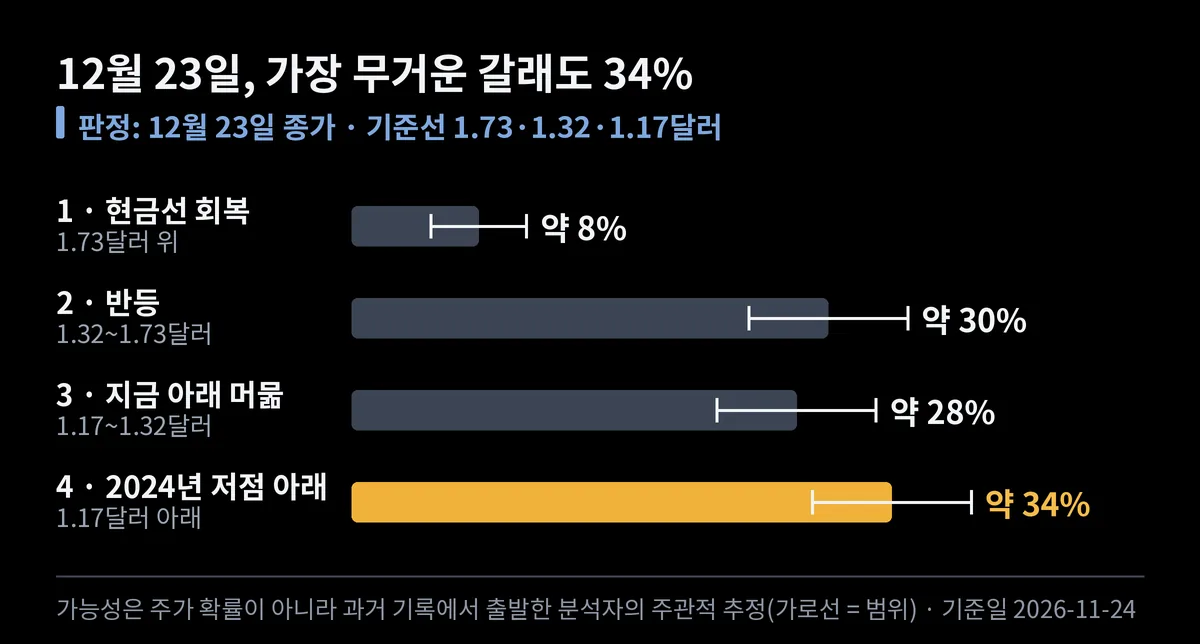 12월 23일, 가장 무거운 갈래도 34%
판정: 12월 23일 종가 · 기준선 1.73·1.32·1.17달러
1 · 현금선 회복
1.73달러 위
약 8%
2 · 반등
1.32~1.73달러
약 30%
3 · 지금 아래 머묾
1.17~1.32달러
약 28%
4 · 2024년 저점 아래
1.17달러 아래
약 34%
가능성은 주가 확률이 아니라 과거 기록에서 출발한 분석자의 주관적 추정(가로선 = 범위) · 기준일 2026-11-24